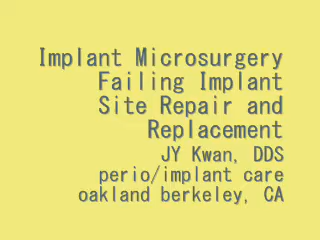 Implant Microsurgery
Failing Implant
Site Repair and
Replacement
JY Kwan, DDS
perio/implant care
oakland berkeley, CA